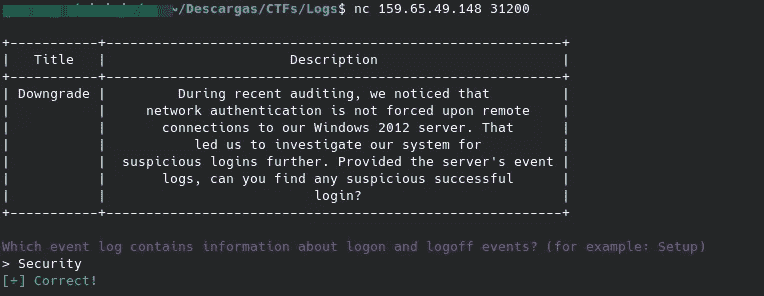 ~/Descargas/CTFs/Logs$ nc 159.65.49.148 31200
+-----------+--------------------------------------------------------+
|   Title   |                      Description                       |
+-----------+--------------------------------------------------------+
| Downgrade |         During recent auditing, we noticed that        |
|           |     network authentication is not forced upon remote   |
|           |       connections to our Windows 2012 server. That     |
|           |           led us to investigate our system for         |
|           |  suspicious logins further. Provided the server's event |
|           |       logs, can you find any suspicious successful     |
|           |                          login?                        |
+-----------+--------------------------------------------------------+
Which event log contains information about logon and logoff events? (for example: Setup)
> Security
[+] Correct!